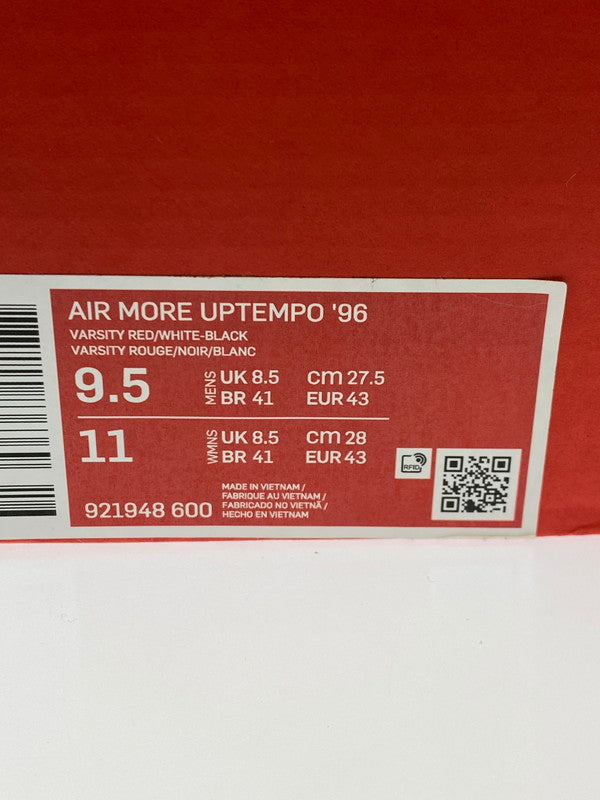 AIR MORE UPTEMPO '96
VARSITY RED/WHITE-BLACK
VARSITY ROUGE/NOIR/BLANC
9.5 MENS UK 8.5 cm 27.5
BR 41 EUR 43
11 WMNS UK 8.5 cm 28
BR 41 EUR 43
RFID
921948 600
MADE IN VIETNAM /
FABRIQUE AU VIETNAM /
FABRICADO NO VIETNÃ /
HECHO EN VIETNAM